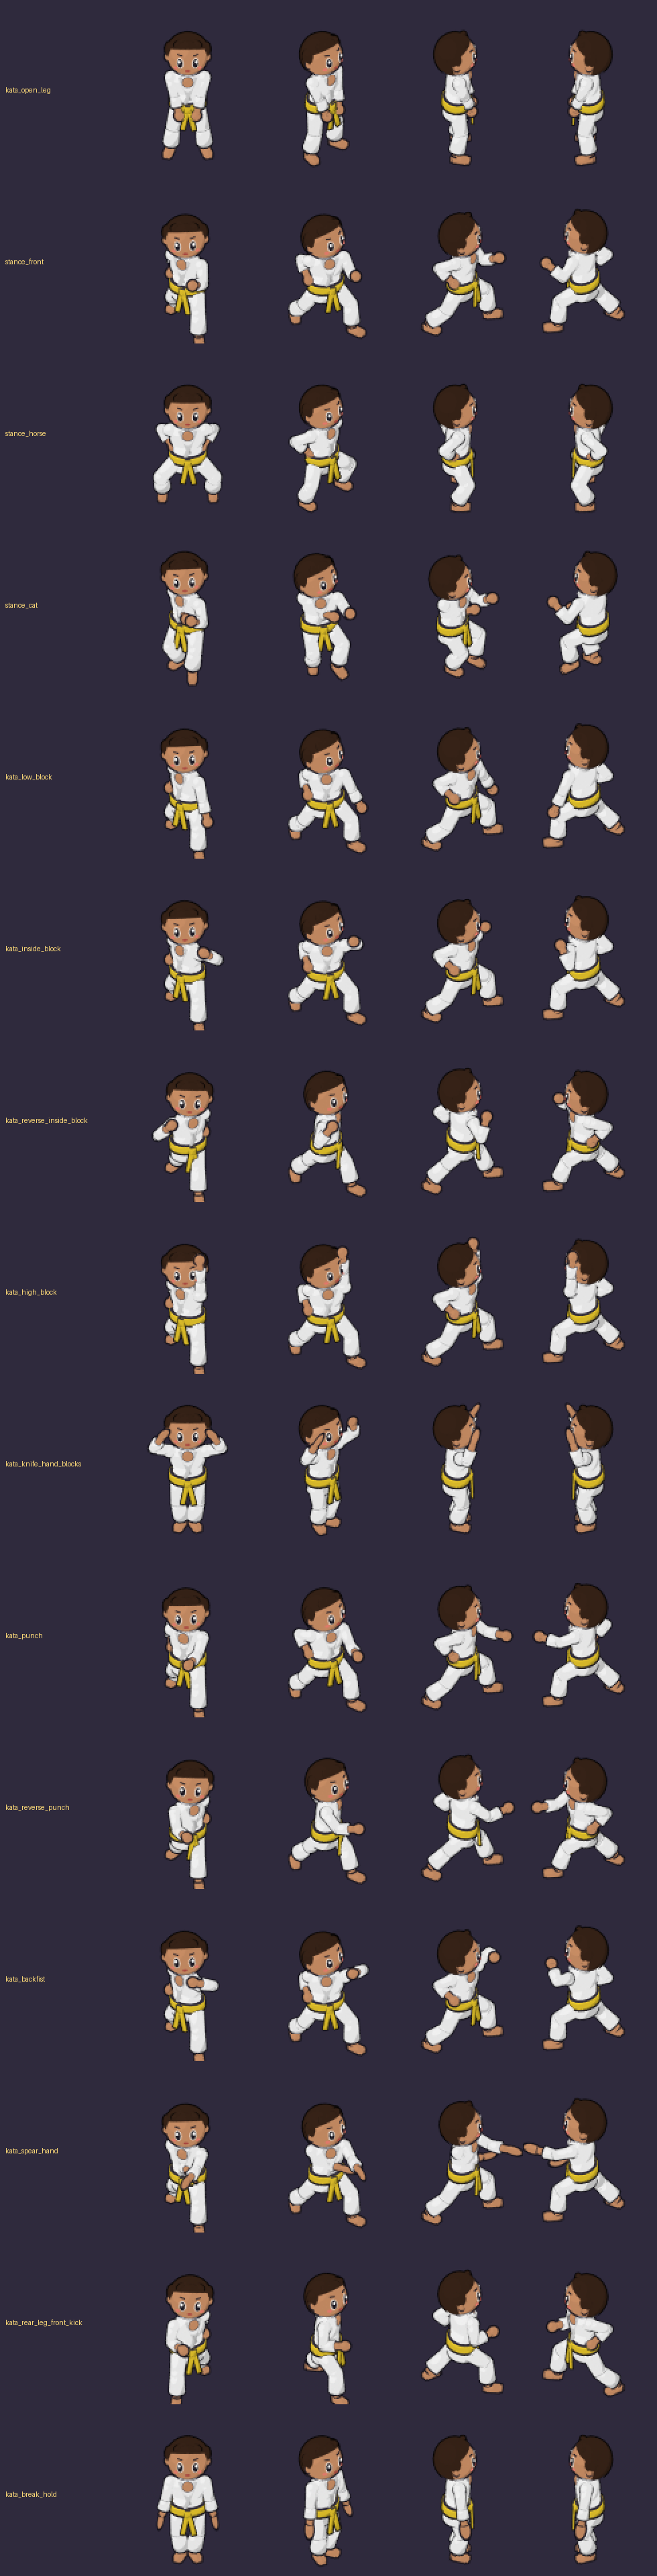 kata_open_leg
stance_front
stance_horse
stance_cat
kata_low_block
kata_inside_block
kata_reverse_inside_block
kata_high_block
kata_knife_hand_blocks
kata_punch
kata_reverse_punch
kata_backfist
kata_spear_hand
kata_rear_leg_front_kick
kata_break_hold